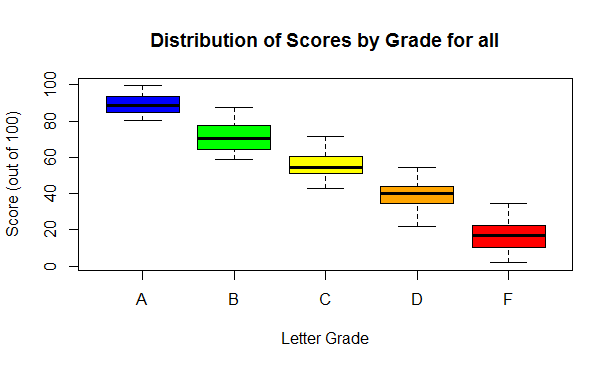 Distribution of Scores by Grade for all
Score (out of 100)
100
80
60
40
20
0
A B C D F
Letter Grade